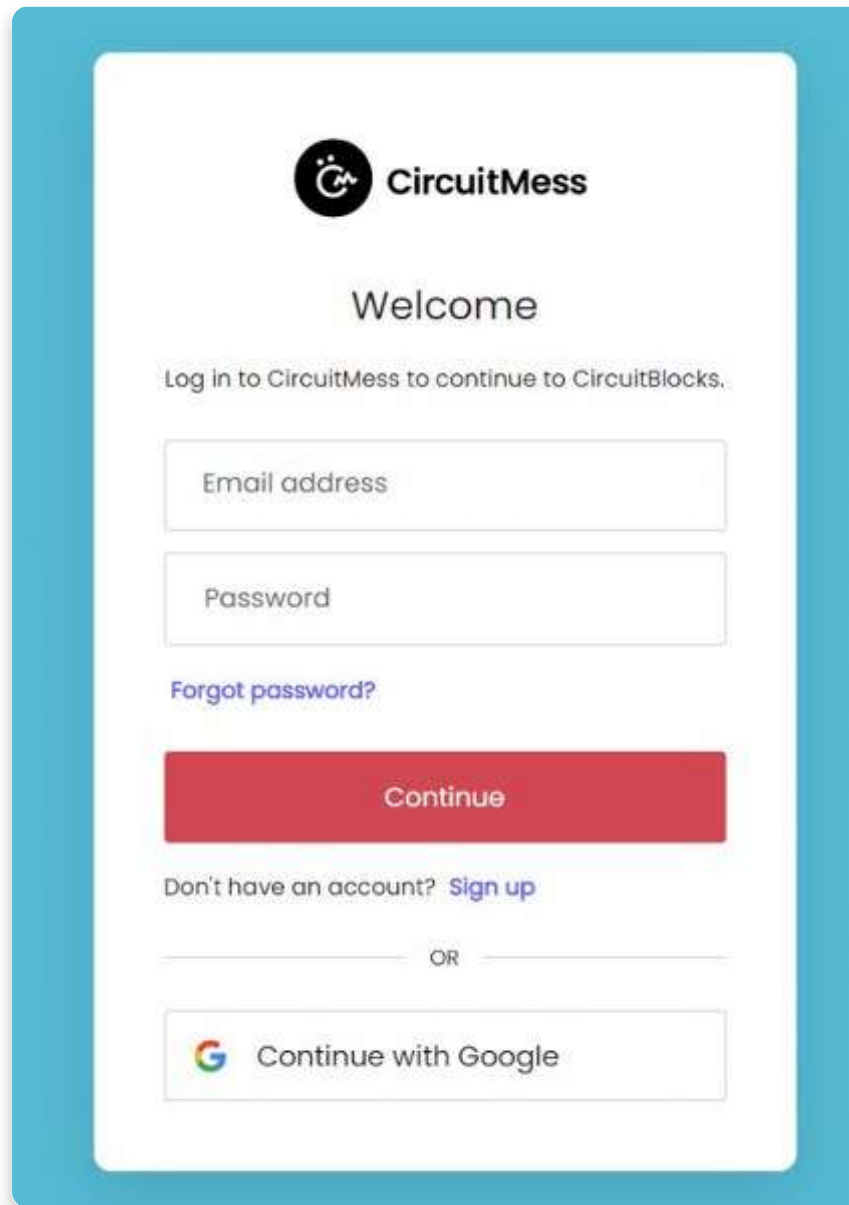 CircuitMess
Welcome
Log in to CircuitMess to continue to CircuitBlocks.
Email address
Password
Forgot password?
Continue
Don't have an account? Sign up
OR
Continue with Google